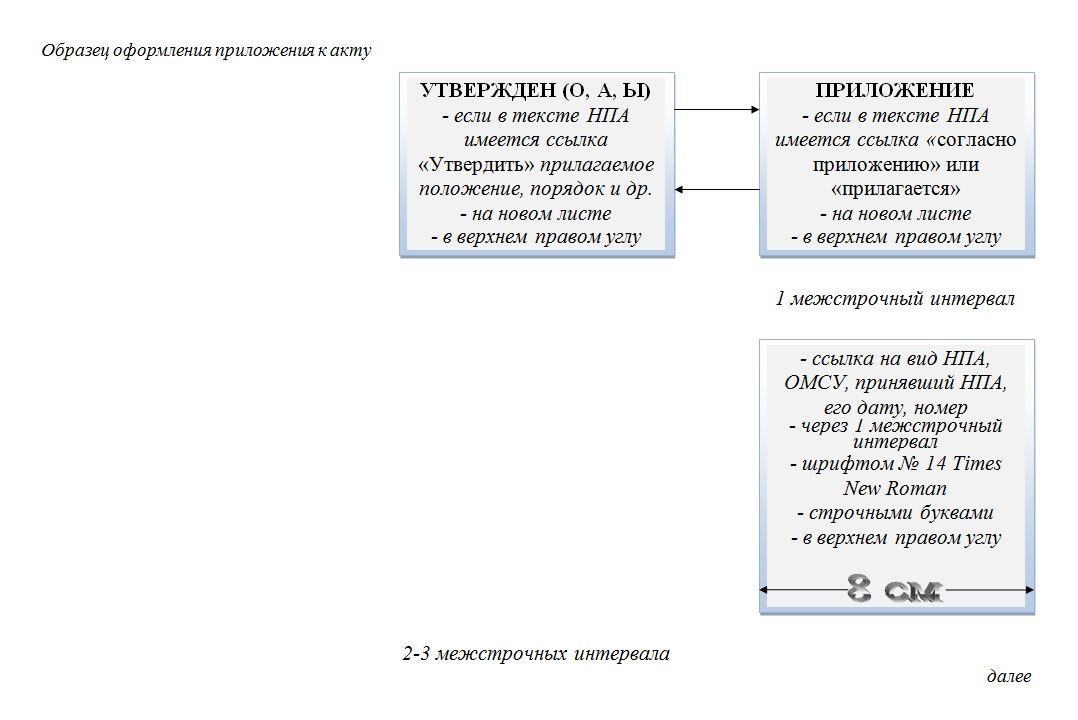 Образец оформления приложения к акту
УТВЕРЖДЕН (О, А, Ы)
- если в тексте НПА
имеется ссылка
«Утвердить» прилагаемое
положение, порядок и др.
- на новом листе
- в верхнем правом углу
ПРИЛОЖЕНИЕ
- если в тексте НПА
имеется ссылка «согласно
приложению» или
«прилагается»
- на новом листе
- в верхнем правом углу
1 межстрочный интервал
- ссылка на вид НПА,
ОМСУ, принявший НПА,
его дату, номер
- через 1 межстрочный
интервал
- шрифтом № 14 Times
New Roman
- строчными буквами
- в верхнем правом углу
8 см
2-3 межстрочных интервала
далее